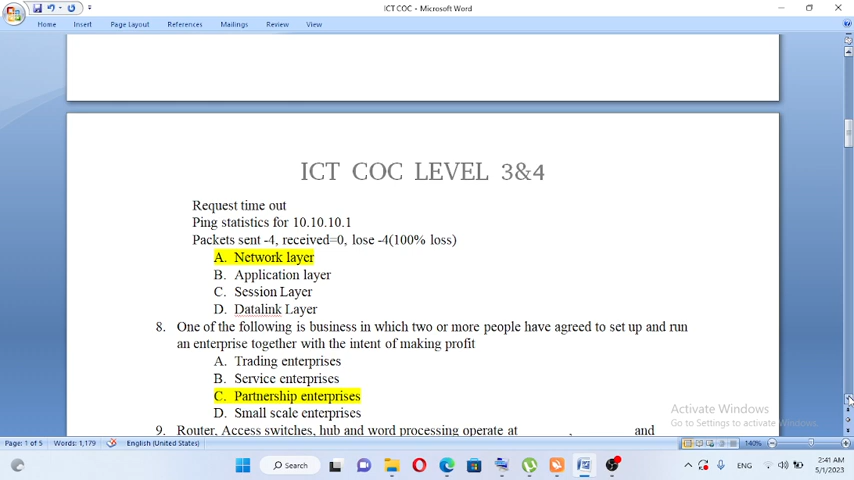 ICT COC - Microsoft Word
Home Insert Page Layout References Mailings Review View
ICT COC LEVEL 3&4
Request time out
Ping statistics for 10.10.10.1
Packets sent -4, received=0, lose -4(100% loss)
A. Network layer
B. Application layer
C. Session Layer
D. Datalink Layer
8. One of the following is business in which two or more people have agreed to set up and run
an enterprise together with the intent of making profit
A. Trading enterprises
B. Service enterprises
C. Partnership enterprises
D. Small scale enterprises
9. Router, Access switches, hub and word processing operate at ______, ______ and
Activate Windows
Go to Settings to activate Windows.
Page: 1 of 5 Words: 1,179 English (United States) 140%
Search ENG 2:41 AM
5/1/2023